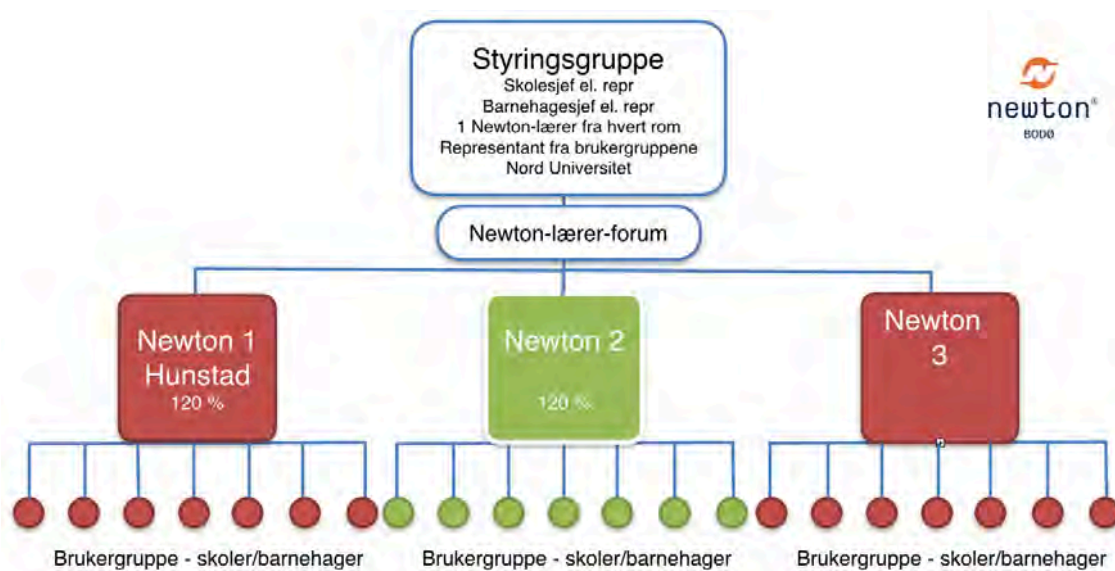 Styringsgruppe
Skolesjef el. repr
Barnehagesjef el. repr
1 Newton-lærer fra hvert rom
Representant fra brukergruppene
Nord Universitet
newton®
BODØ
Newton-lærer-forum
Newton 1
Hunstad
120 %
Newton 2
120 %
Newton
3
Brukergruppe - skoler/barnehager
Brukergruppe - skoler/barnehager
Brukergruppe - skoler/barnehager